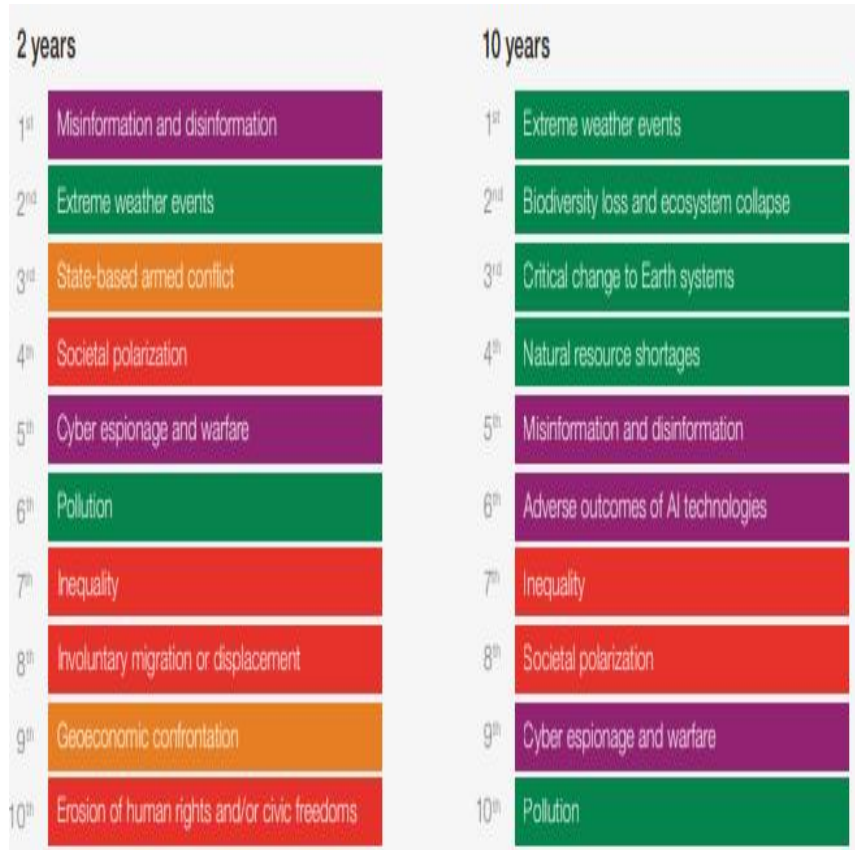 2 years
1st Misinformation and disinformation
2nd Extreme weather events
3rd State-based armed conflict
4th Societal polarization
5th Cyber espionage and warfare
6th Pollution
7th Inequality
8th Involuntary migration or displacement
9th Geoeconomic confrontation
10th Erosion of human rights and/or civic freedoms
10 years
1st Extreme weather events
2nd Biodiversity loss and ecosystem collapse
3rd Critical change to Earth systems
4th Natural resource shortages
5th Misinformation and disinformation
6th Adverse outcomes of AI technologies
7th Inequality
8th Societal polarization
9th Cyber espionage and warfare
10th Pollution